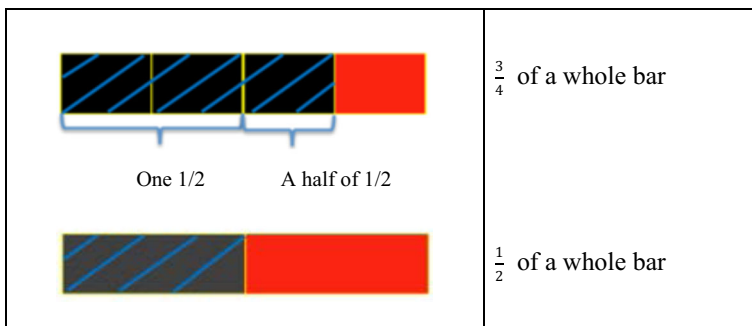 3/4 of a whole bar
One 1/2 A half of 1/2
1/2 of a whole bar